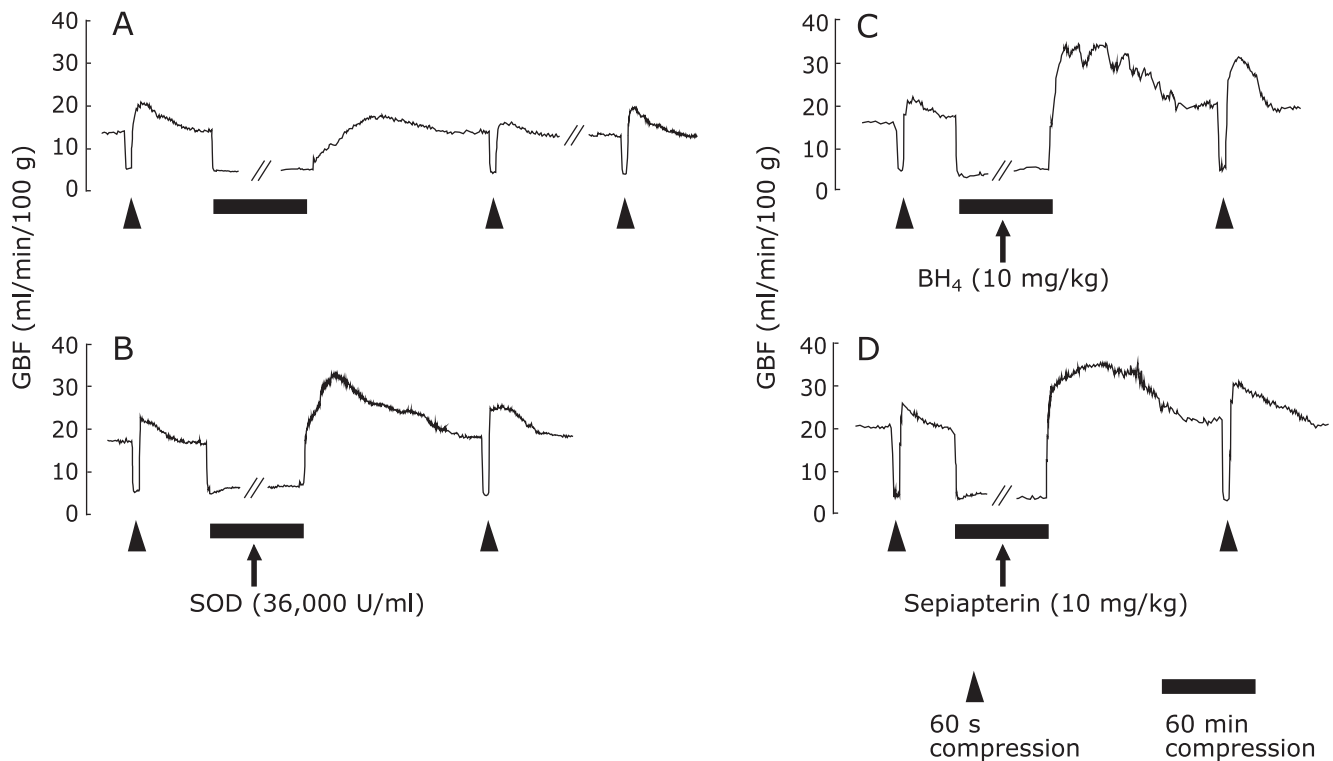 A
GBF (ml/min/100 g)
40
30
20
10
0
B
40
30
20
10
0
SOD (36,000 U/ml)
C
GBF (ml/min/100 g)
40
30
20
10
0
BH₄ (10 mg/kg)
D
40
30
20
10
0
Sepiapterin (10 mg/kg)
60 s
compression
60 min
compression